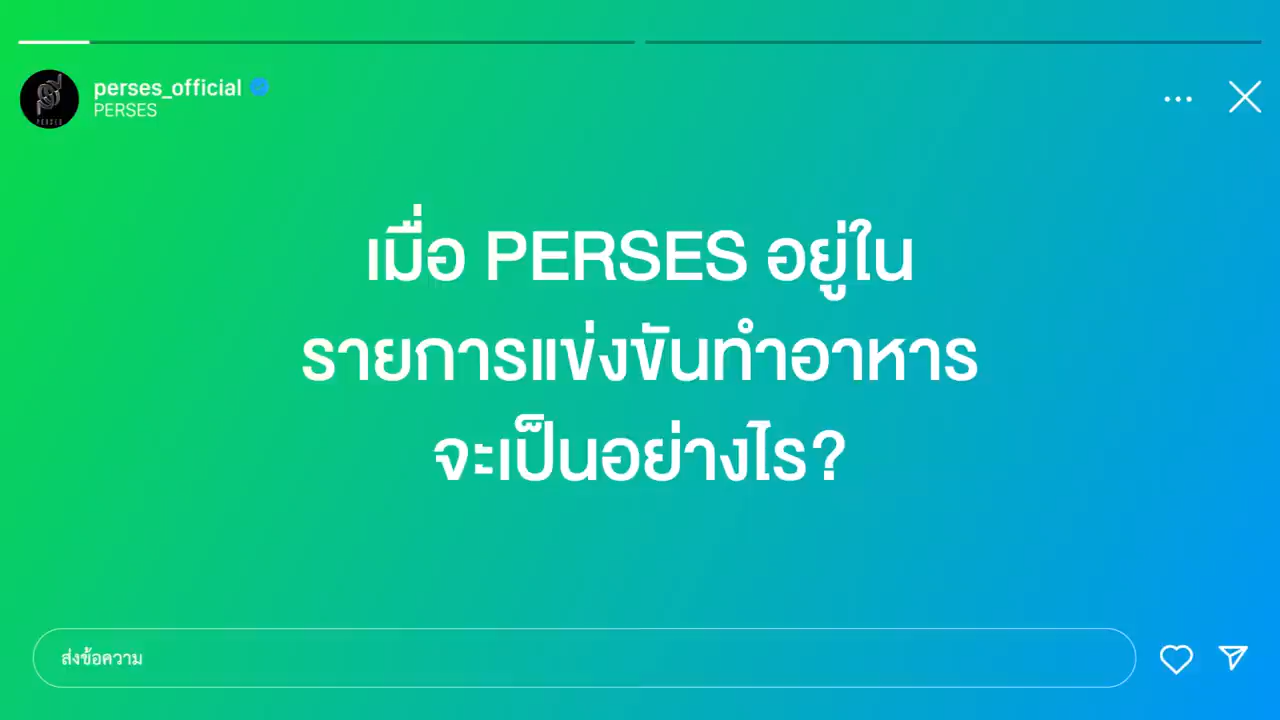 perses_official
PERSES
PERSES
เมื่อ PERSES อยู่ใน
รายการแข่งขันทำอาหาร
จะเป็นอย่างไร?
ส่งข้อความ